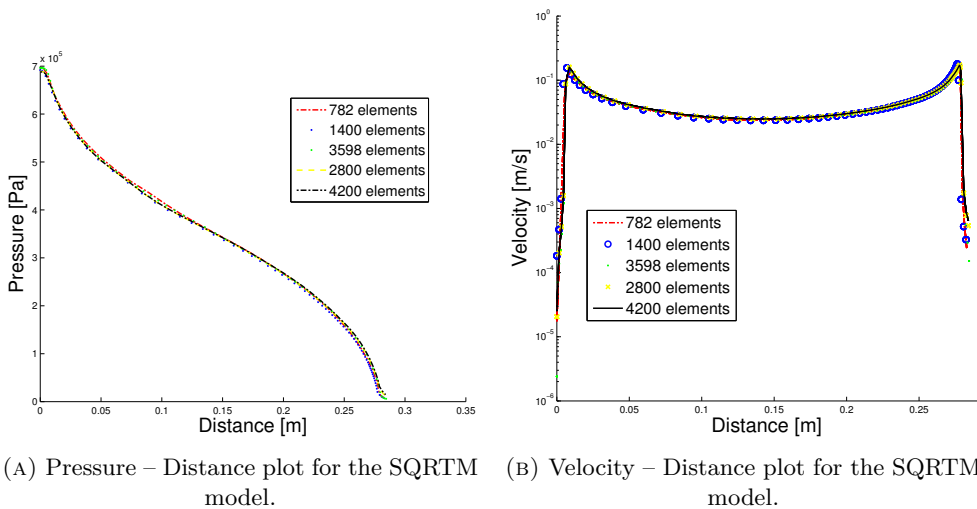 x 10^5
7
6
5
4
3
2
1
0
0
0.05
0.1
0.15
0.2
0.25
0.3
0.35
Pressure [Pa]
Distance [m]
782 elements
1400 elements
3598 elements
2800 elements
4200 elements
(A) Pressure – Distance plot for the SQRTM
model.
10^0
10^-1
10^-2
10^-3
10^-4
10^-5
10^-6
0
0.05
0.1
0.15
0.2
0.25
Velocity [m/s]
Distance [m]
782 elements
1400 elements
3598 elements
2800 elements
4200 elements
(B) Velocity – Distance plot for the SQRTM
model.